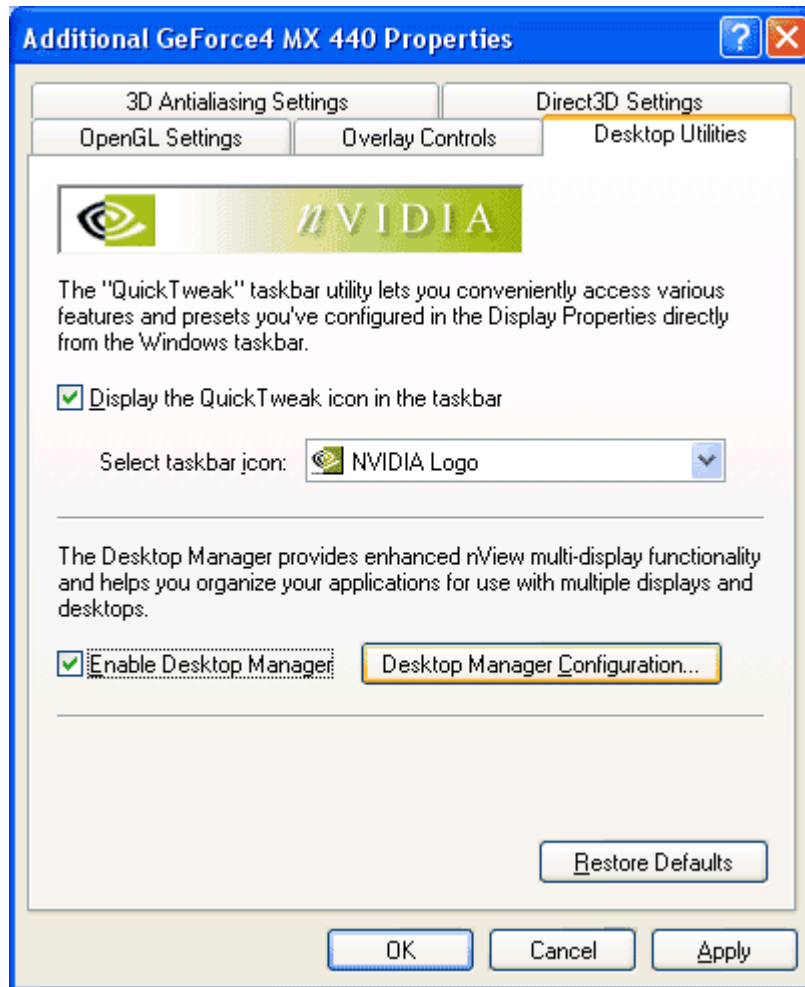 Additional GeForce4 MX 440 Properties
3D Antialiasing Settings
Direct3D Settings
OpenGL Settings
Overlay Controls
Desktop Utilities
nVIDIA
The "QuickTweak" taskbar utility lets you conveniently access various
features and presets you've configured in the Display Properties directly
from the Windows taskbar.
Display the QuickTweak icon in the taskbar
Select taskbar icon:
NVIDIA Logo
The Desktop Manager provides enhanced nView multi-display functionality
and helps you organize your applications for use with multiple displays and
desktops.
Enable Desktop Manager
Desktop Manager Configuration...
Restore Defaults
OK
Cancel
Apply